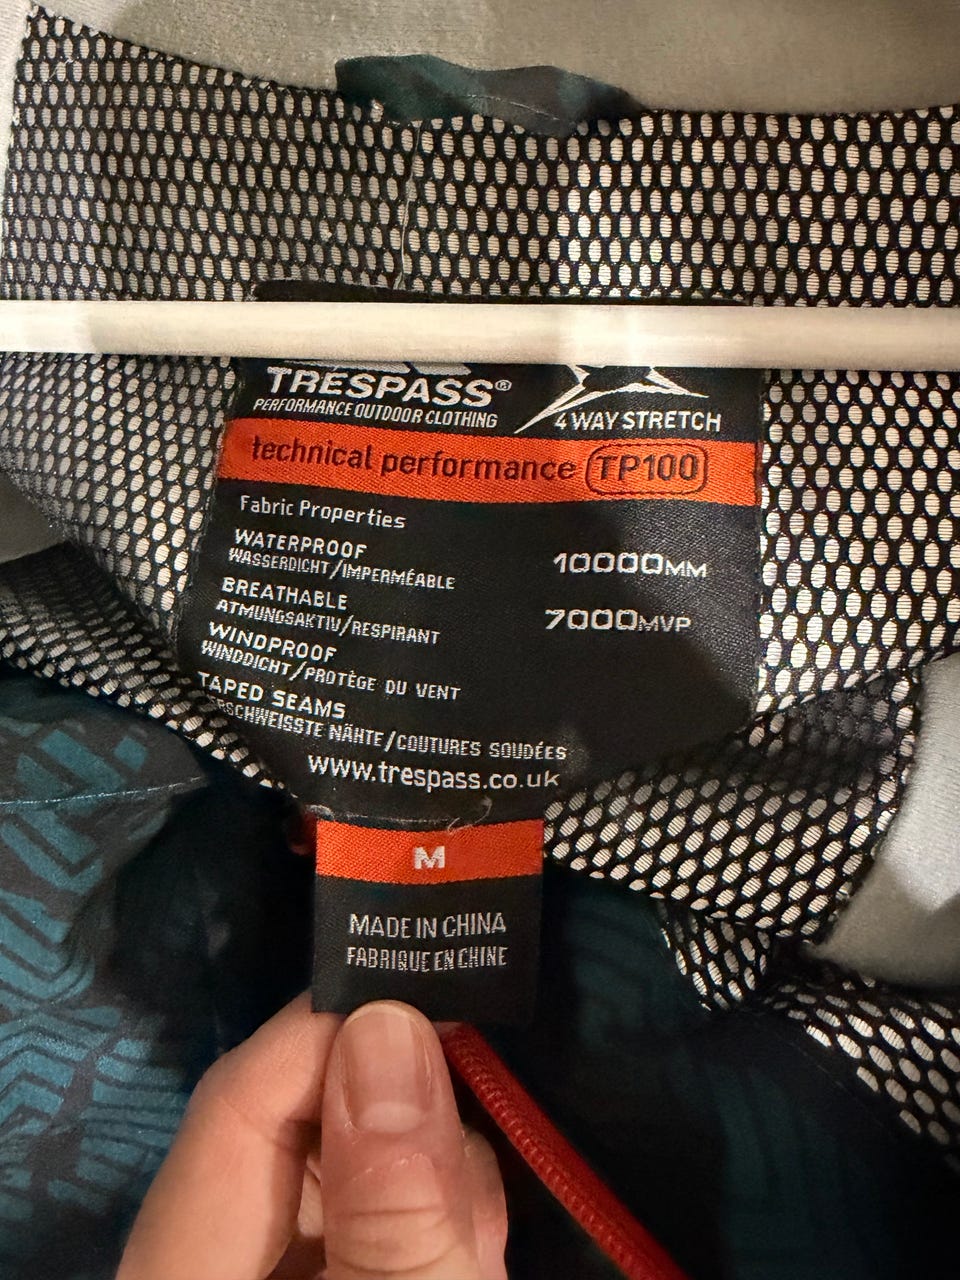 TRESPASS®
PERFORMANCE OUTDOOR CLOTHING
4 WAY STRETCH
technical performance TP100
Fabric Properties
WATERPROOF 10000MM
WASSERDICHT/IMPERMÉABLE
BREATHABLE 7000MVP
ATMUNGSAKTIV/RESPIRANT
WINDPROOF
WINDDICHT/PROTÈGE DU VENT
TAPED SEAMS
ERSCHWEISSTE NÄHTE/COUTURES SOUDÉES
www.trespass.co.uk
M
MADE IN CHINA
FABRIQUE EN CHINE